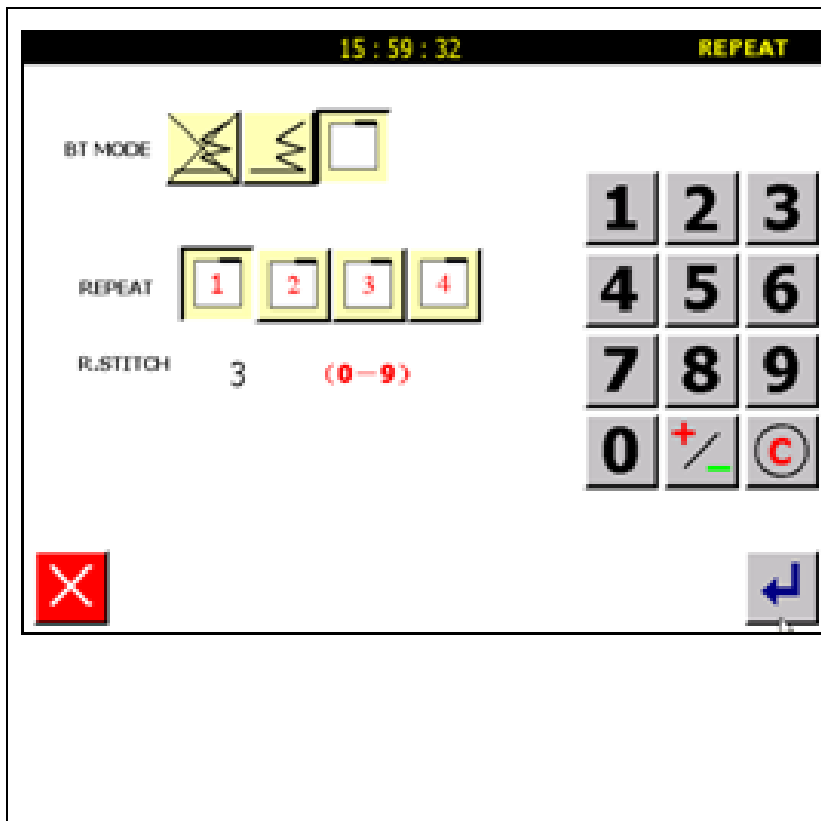 15 : 59 : 32 REPEAT
BT MODE
1 2 3
REPEAT 1 2 3 4
4 5 6
R.STITCH 3 (0－9)
7 8 9
0 +/− C